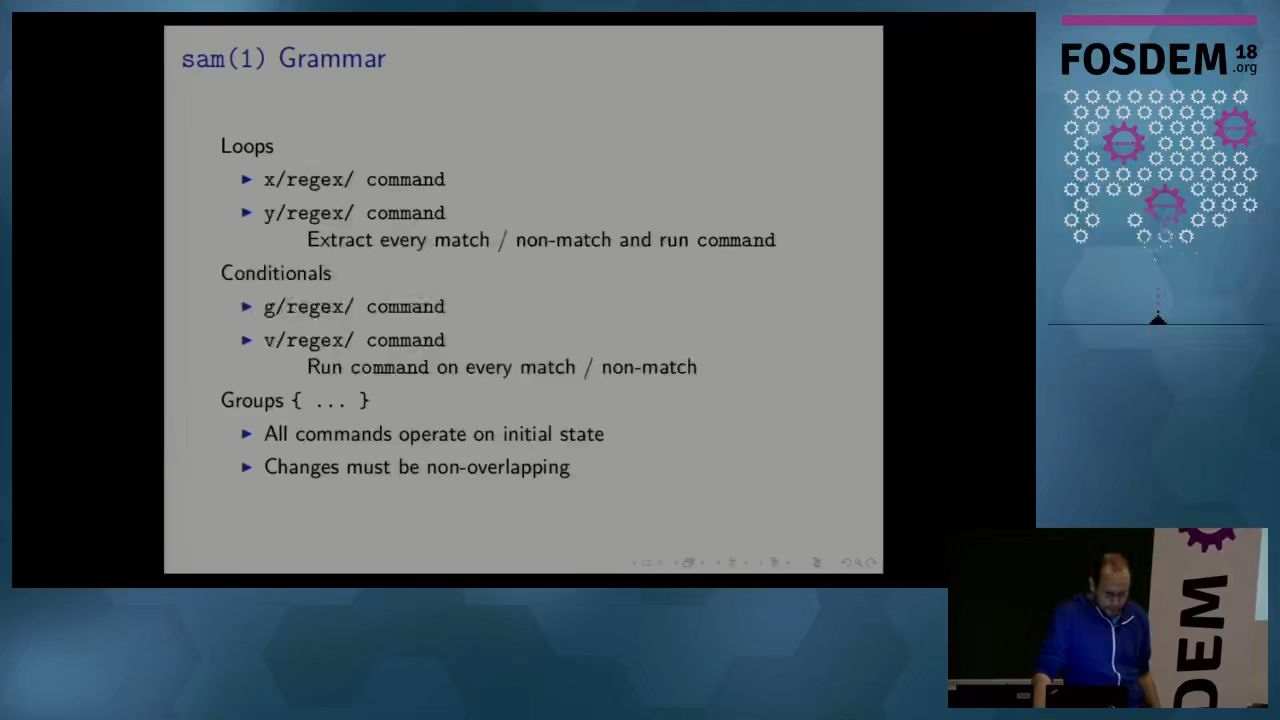 sam(1) Grammar
Loops
x/regex/ command
y/regex/ command
Extract every match / non-match and run command
Conditionals
g/regex/ command
v/regex/ command
Run command on every match / non-match
Groups { ... }
All commands operate on initial state
Changes must be non-overlapping
FOSDEM 18
.org
DEM